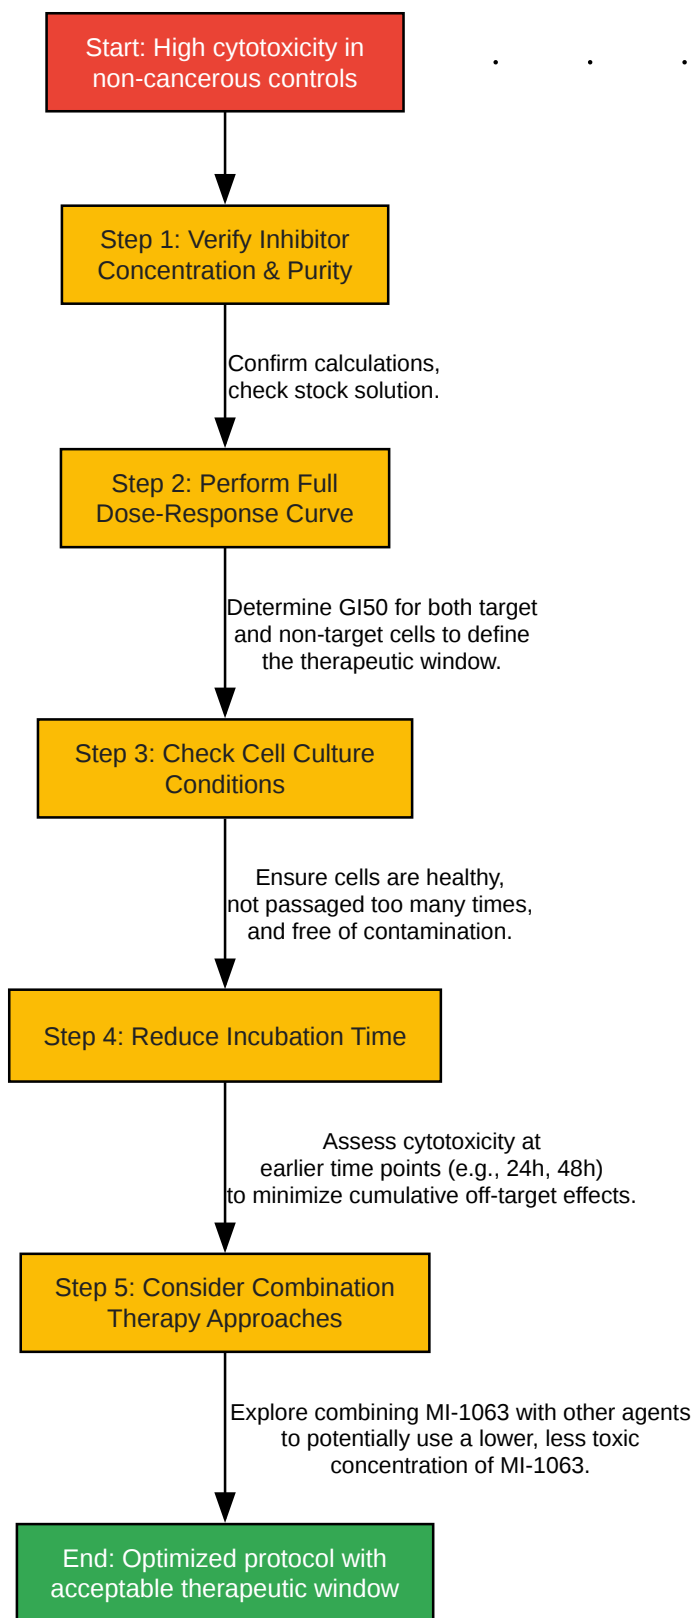 Start: High cytotoxicity in
non-cancerous controls
Step 1: Verify Inhibitor
Concentration & Purity
Confirm calculations,
check stock solution.
Step 2: Perform Full
Dose-Response Curve
Determine GI50 for both target
and non-target cells to define
the therapeutic window.
Step 3: Check Cell Culture
Conditions
Ensure cells are healthy,
not passaged too many times,
and free of contamination.
Step 4: Reduce Incubation Time
Assess cytotoxicity at
earlier time points (e.g., 24h, 48h)
to minimize cumulative off-target effects.
Step 5: Consider Combination
Therapy Approaches
Explore combining MI-1063 with other agents
to potentially use a lower, less toxic
concentration of MI-1063.
End: Optimized protocol with
acceptable therapeutic window